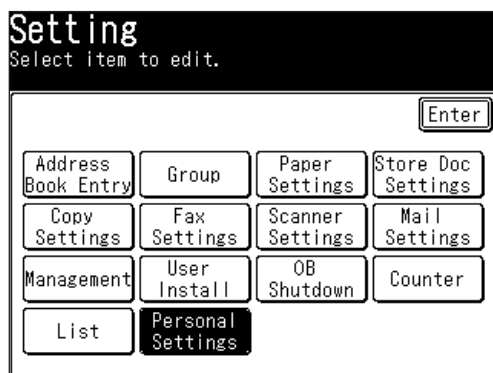 Setting
Select item to edit.
Enter
Address Book Entry
Group
Paper Settings
Store Doc Settings
Copy Settings
Fax Settings
Scanner Settings
Mail Settings
Management
User Install
OB Shutdown
Counter
List
Personal Settings